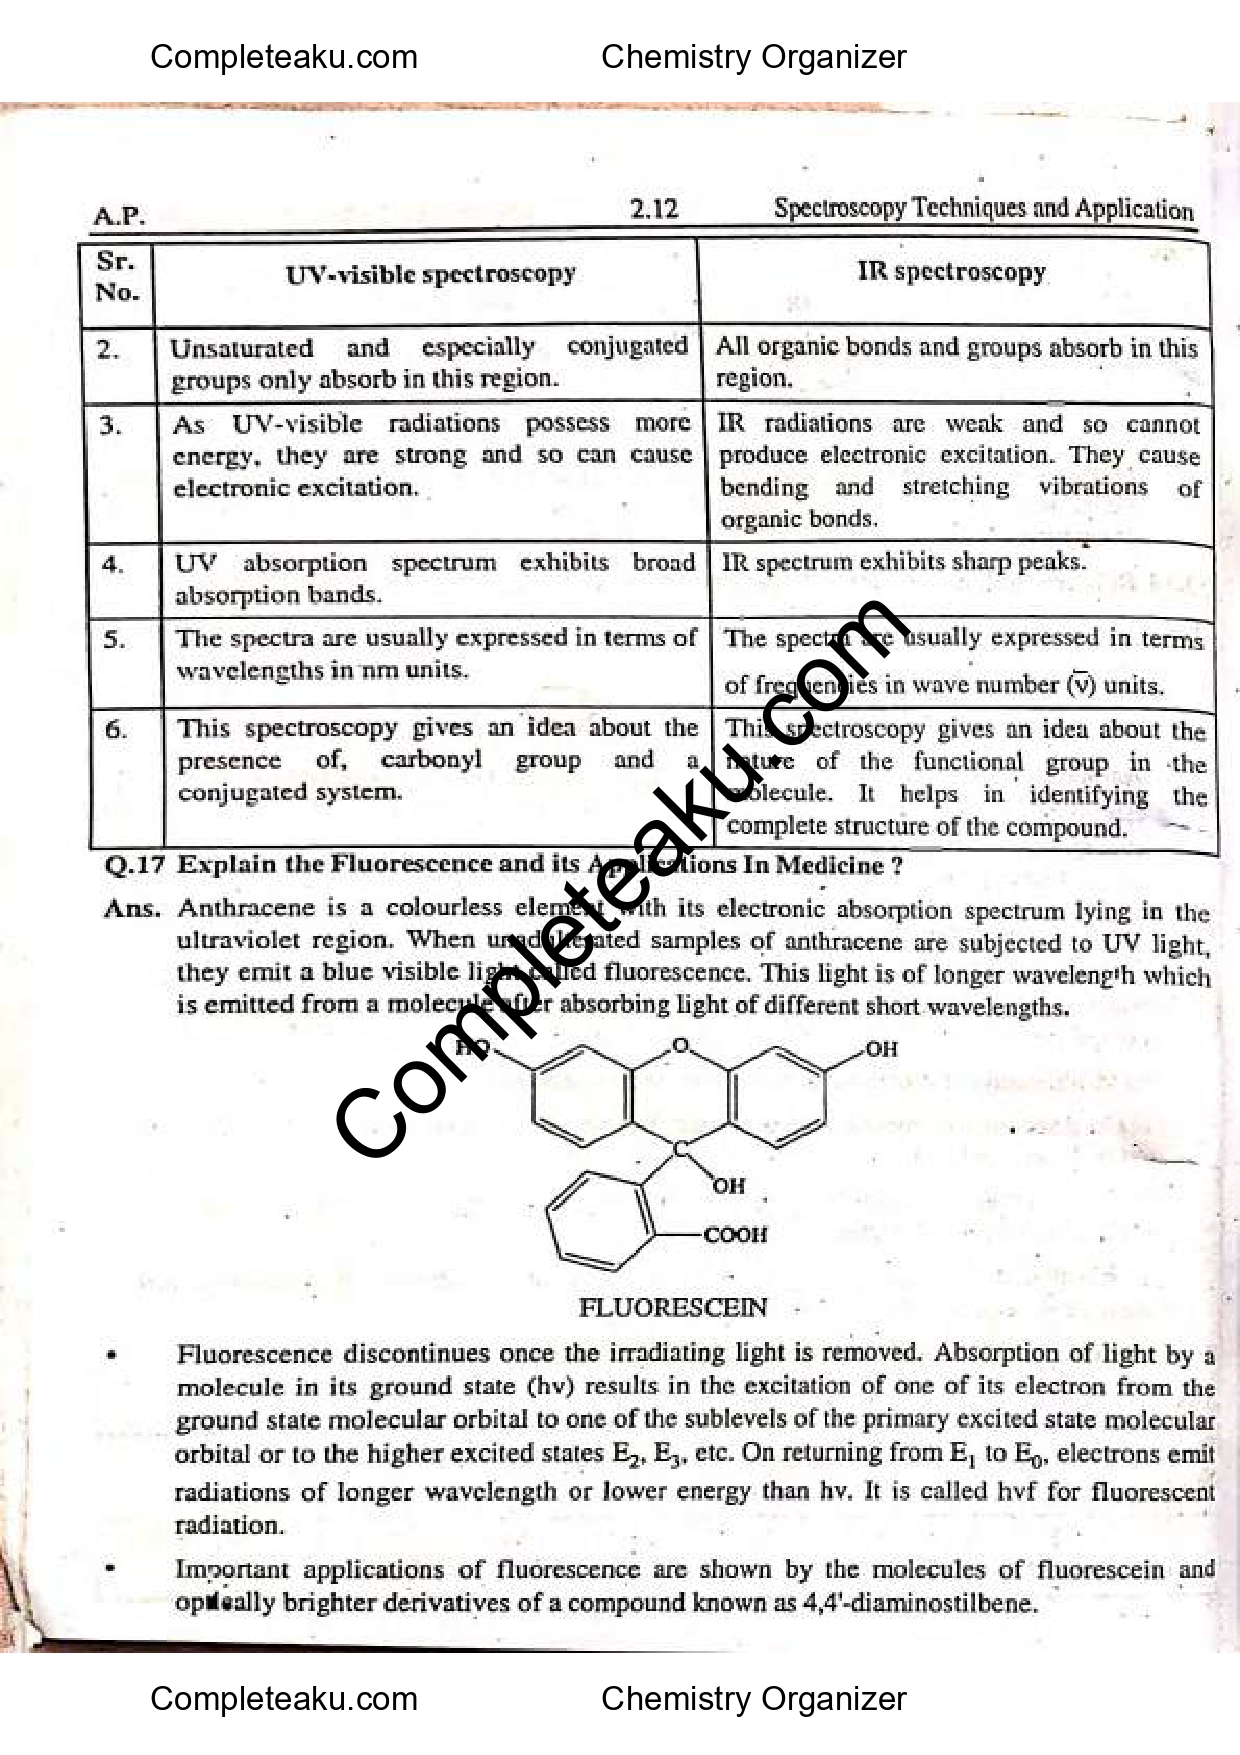 Completeaku.com Chemistry Organizer
A.P. 2.12 Spectroscopy Techniques and Application
Sr. No. UV-visible spectroscopy IR spectroscopy
2. Unsaturated and especially conjugated groups only absorb in this region. All organic bonds and groups absorb in this region.
3. As UV-visible radiations possess more energy, they are strong and so can cause electronic excitation. IR radiations are weak and so cannot produce electronic excitation. They cause bending and stretching vibrations of organic bonds.
4. UV absorption spectrum exhibits broad absorption bands. IR spectrum exhibits sharp peaks.
5. The spectra are usually expressed in terms of wavelengths in nm units. The spectra are usually expressed in terms of frequencies in wave number (ν̅) units.
6. This spectroscopy gives an idea about the presence of, carbonyl group and a conjugated system. This spectroscopy gives an idea about the nature of the functional group in the molecule. It helps in identifying the complete structure of the compound.
Q.17 Explain the Fluorescence and its Applications In Medicine ?
Ans. Anthracene is a colourless element with its electronic absorption spectrum lying in the
ultraviolet region. When unadulterated samples of anthracene are subjected to UV light,
they emit a blue visible light called fluorescence. This light is of longer wavelength which
is emitted from a molecule after absorbing light of different short wavelengths.
HO O OH
C
OH
COOH
FLUORESCEIN
• Fluorescence discontinues once the irradiating light is removed. Absorption of light by a
molecule in its ground state (hv) results in the excitation of one of its electron from the
ground state molecular orbital to one of the sublevels of the primary excited state molecular
orbital or to the higher excited states E₂, E₃, etc. On returning from E₁ to E₀, electrons emit
radiations of longer wavelength or lower energy than hv. It is called hvf for fluorescent
radiation.
• Important applications of fluorescence are shown by the molecules of fluorescein and
optically brighter derivatives of a compound known as 4,4'-diaminostilbene.
Completeaku.com
Completeaku.com Chemistry Organizer